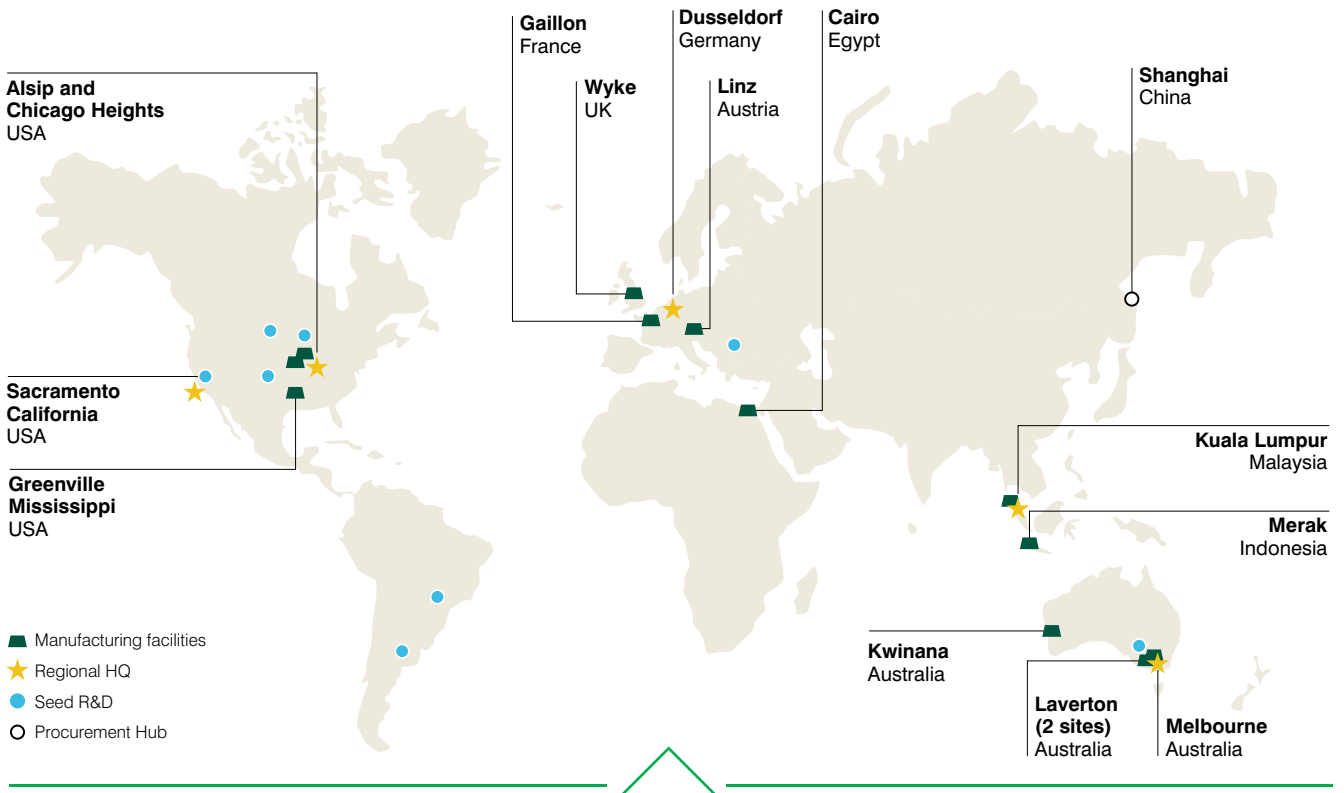 Gaillon
France
Dusseldorf
Germany
Cairo
Egypt
Alsip and
Chicago Heights
USA
Wyke
UK
Linz
Austria
Shanghai
China
Sacramento
California
USA
Greenville
Mississippi
USA
Kuala Lumpur
Malaysia
Merak
Indonesia
Kwinana
Australia
Laverton
(2 sites)
Australia
Melbourne
Australia
Manufacturing facilities
Regional HQ
Seed R&D
Procurement Hub